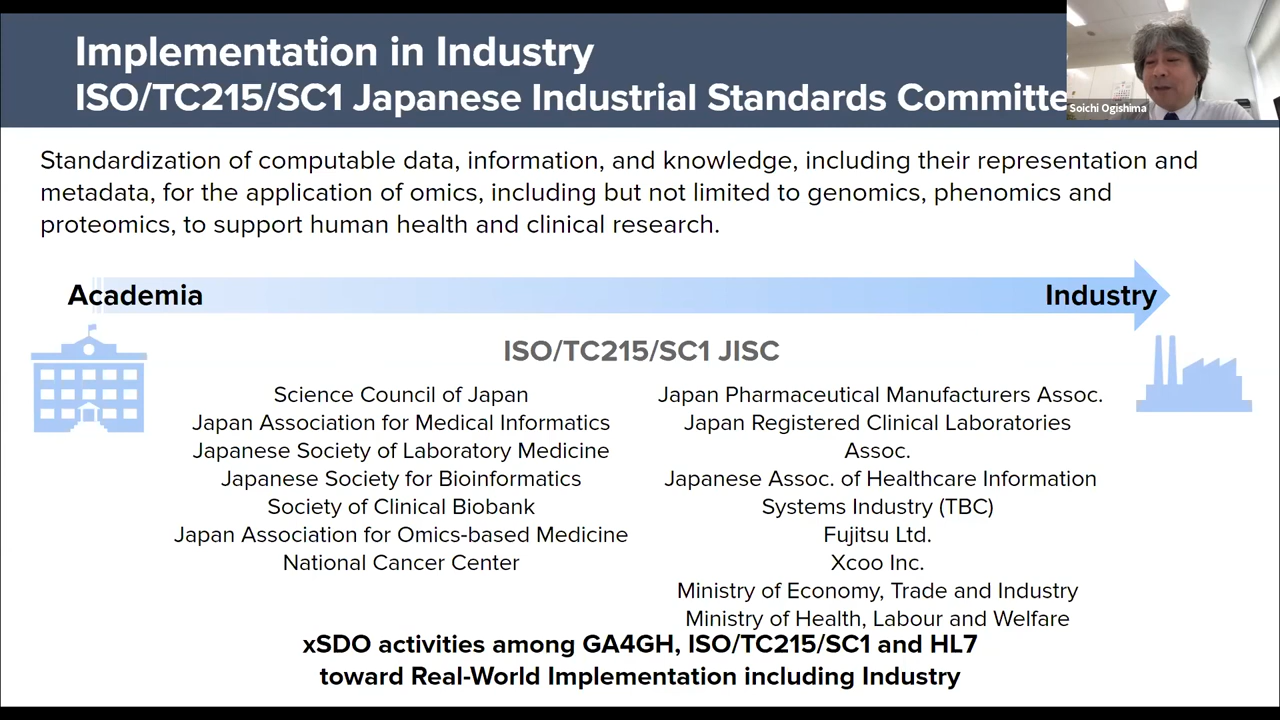 Implementation in Industry
ISO/TC215/SC1 Japanese Industrial Standards Committe
Soichi Ogishima
Standardization of computable data, information, and knowledge, including their representation and
metadata, for the application of omics, including but not limited to genomics, phenomics and
proteomics, to support human health and clinical research.
Academia
Industry
ISO/TC215/SC1 JISC
Science Council of Japan
Japan Association for Medical Informatics
Japanese Society of Laboratory Medicine
Japanese Society for Bioinformatics
Society of Clinical Biobank
Japan Association for Omics-based Medicine
National Cancer Center
Japan Pharmaceutical Manufacturers Assoc.
Japan Registered Clinical Laboratories
Assoc.
Japanese Assoc. of Healthcare Information
Systems Industry (TBC)
Fujitsu Ltd.
Xcoo Inc.
Ministry of Economy, Trade and Industry
Ministry of Health, Labour and Welfare
xSDO activities among GA4GH, ISO/TC215/SC1 and HL7
toward Real-World Implementation including Industry